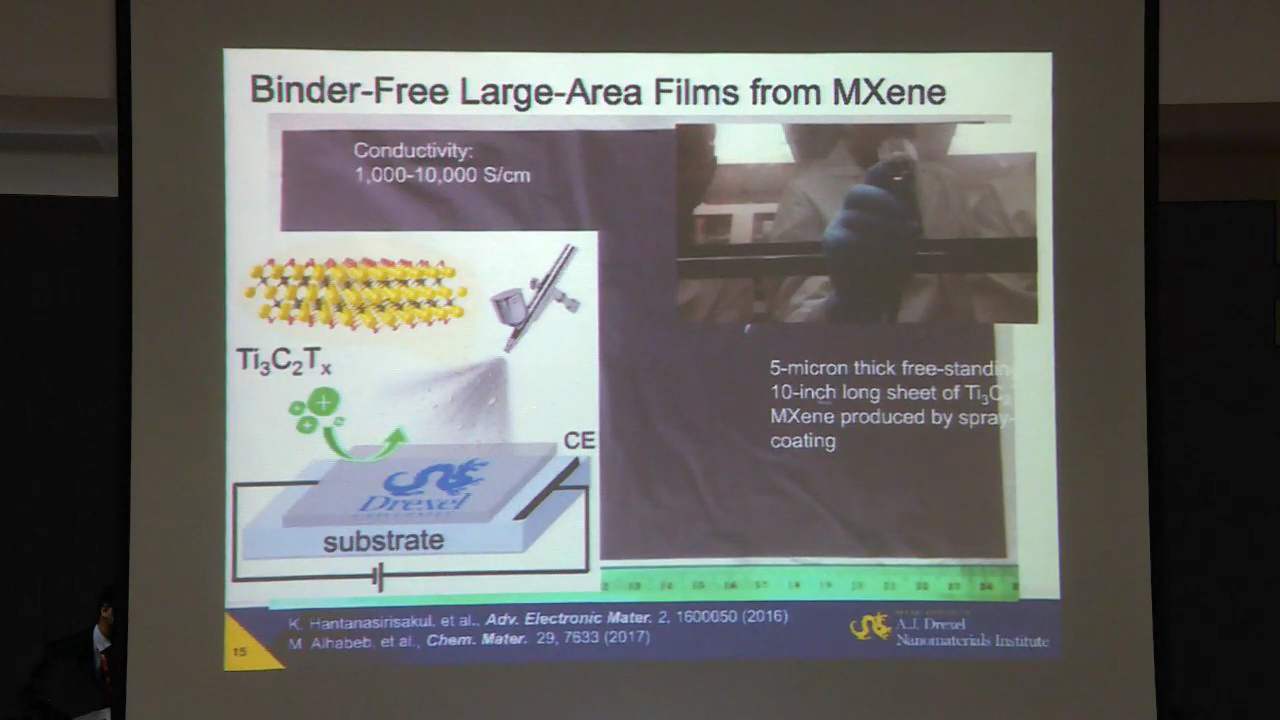 Binder-Free Large-Area Films from MXene
Conductivity:
1,000-10,000 S/cm
Ti3C2Tx
5-micron thick free-standin
10-inch long sheet of Ti3C2
MXene produced by spray-
coating
CE
Drexel
substrate
K. Hantanasirisakul, et al., Adv. Electronic Mater. 2, 1600050 (2016)
M. Alhabeb, et al., Chem. Mater. 29, 7633 (2017)
A.J. Drexel
Nanomaterials Institute
15